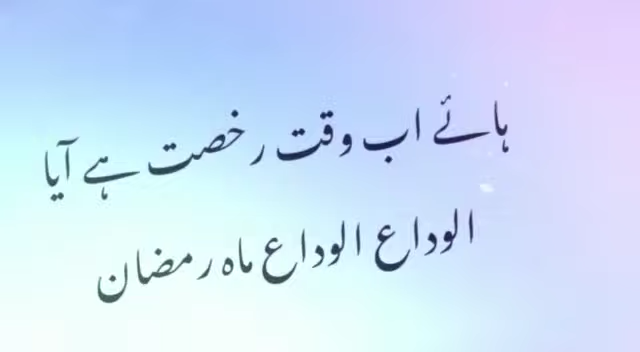 ہائے اب وقت رخصت ہے آیا
الوداع الوداع ماہ رمضان